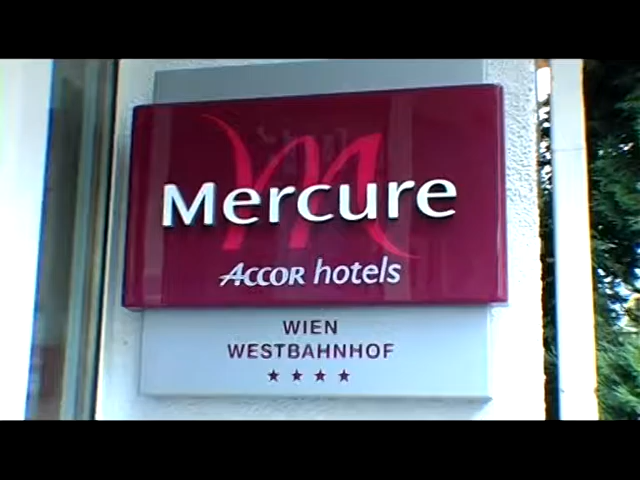 Mercure
ACCOR hotels
WIEN
WESTBAHNHOF
★ ★ ★ ★